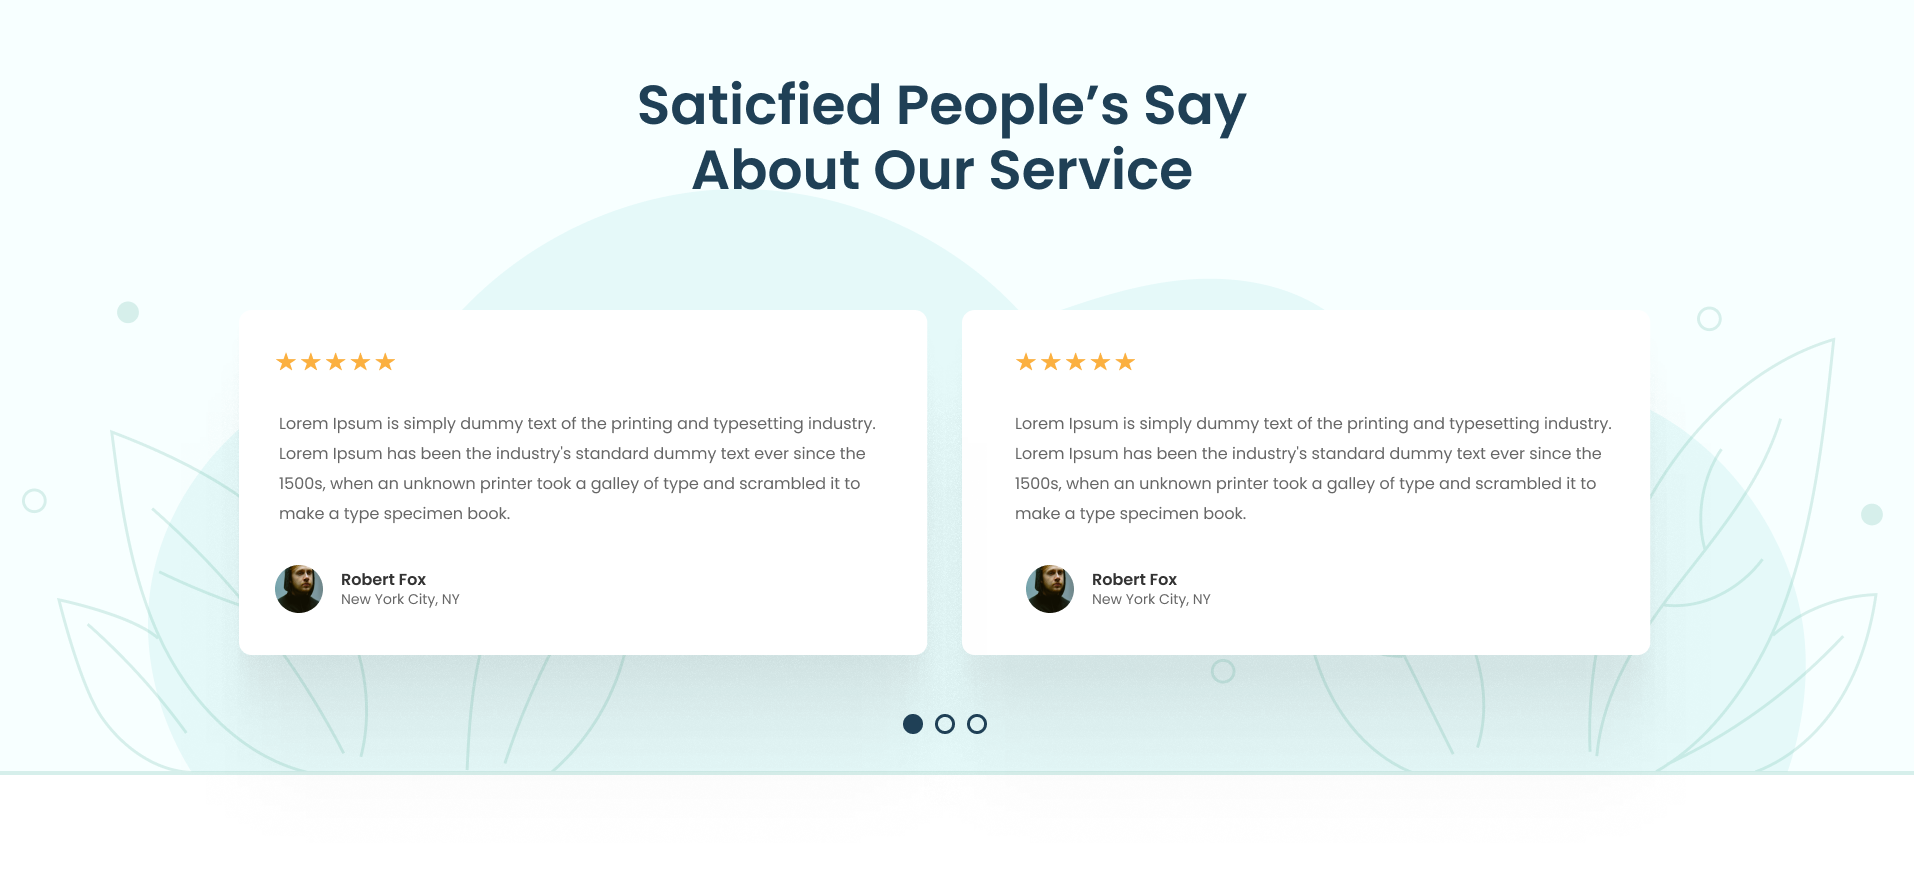 Saticfied People’s Say
About Our Service
Lorem Ipsum is simply dummy text of the printing and typesetting industry.
Lorem Ipsum has been the industry's standard dummy text ever since the
1500s, when an unknown printer took a galley of type and scrambled it to
make a type specimen book.
Robert Fox
New York City, NY
Lorem Ipsum is simply dummy text of the printing and typesetting industry.
Lorem Ipsum has been the industry's standard dummy text ever since the
1500s, when an unknown printer took a galley of type and scrambled it to
make a type specimen book.
Robert Fox
New York City, NY